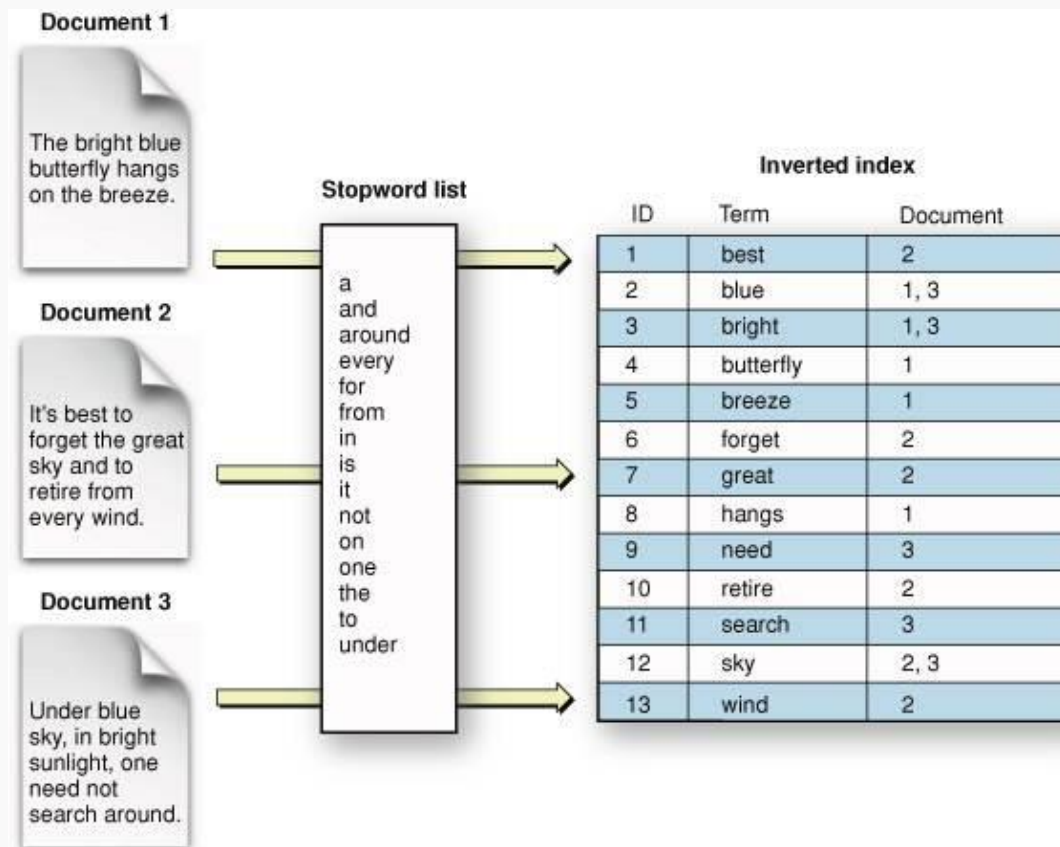 Document 1
The bright blue
butterfly hangs
on the breeze.
Document 2
It's best to
forget the great
sky and to
retire from
every wind.
Document 3
Under blue
sky, in bright
sunlight, one
need not
search around.
Stopword list
a
and
around
every
for
from
in
is
it
not
on
one
the
to
under
Inverted index
ID Term Document
1 best 2
2 blue 1, 3
3 bright 1, 3
4 butterfly 1
5 breeze 1
6 forget 2
7 great 2
8 hangs 1
9 need 3
10 retire 2
11 search 3
12 sky 2, 3
13 wind 2